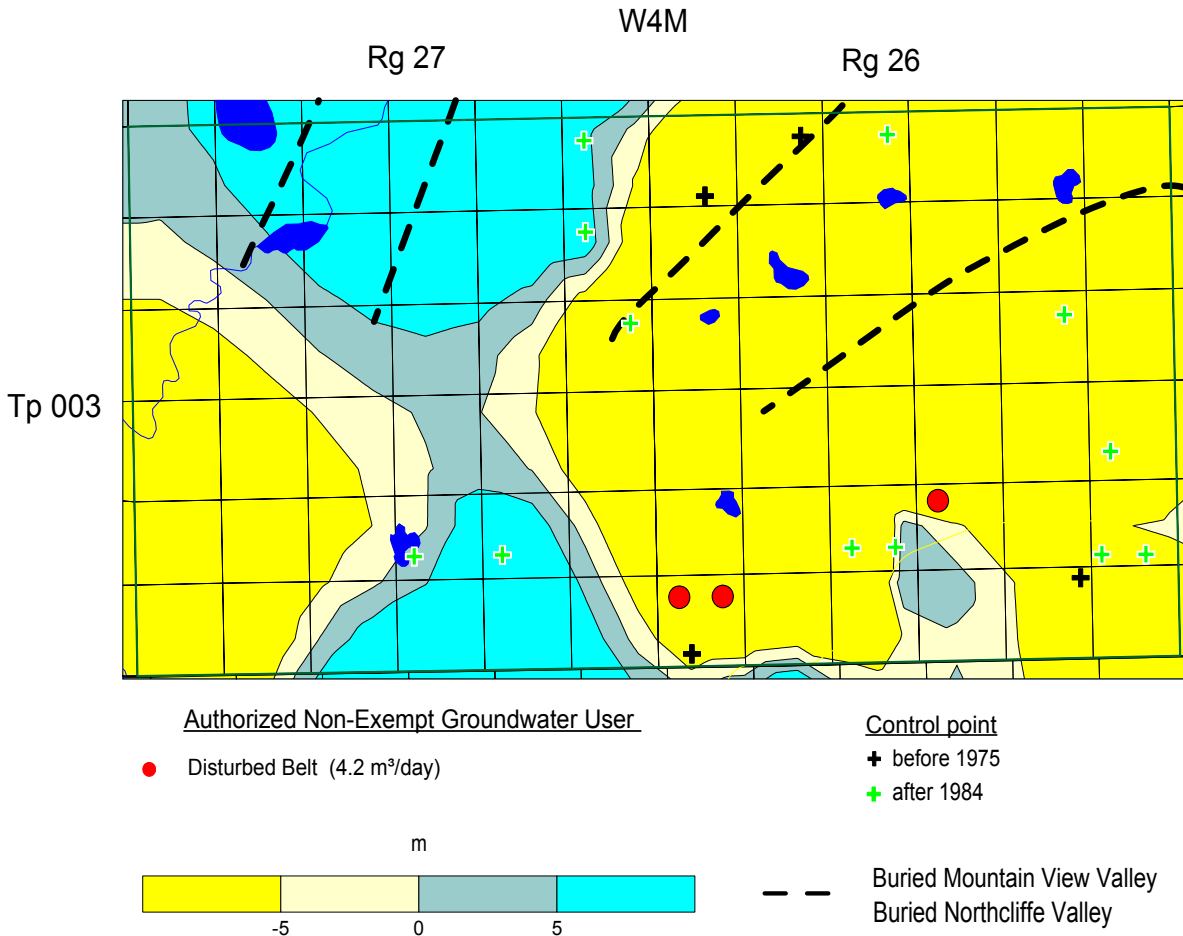 W4M
Rg 27
Rg 26
Tp 003
Authorized Non-Exempt Groundwater User
Disturbed Belt (4.2 m³/day)
Control point
before 1975
after 1984
m
-5 0 5
Buried Mountain View Valley
Buried Northcliffe Valley